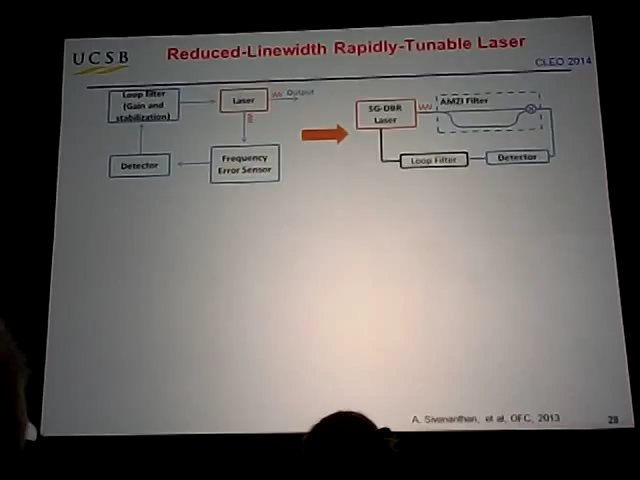 UCSB
Reduced-Linewidth Rapidly-Tunable Laser
CLEO 2014
Loop filter
(Gain and
stabilization)
Laser
Output
Detector
Frequency
Error Sensor
SG-DBR
Laser
AMZI Filter
Loop Filter
Detector
A. Sivananthan, et al, OFC, 2013
29